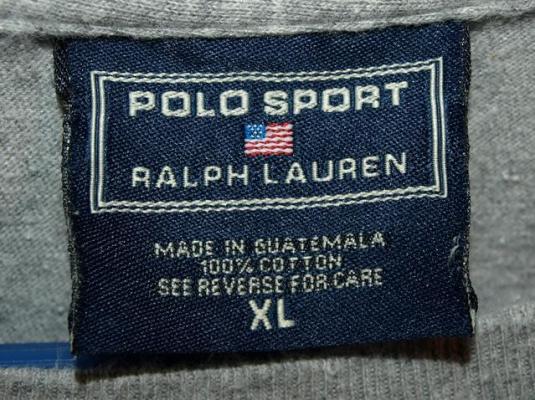 POLO SPORT
RALPH LAUREN
MADE IN GUATEMALA
100% COTTON
SEE REVERSE FOR CARE
XL